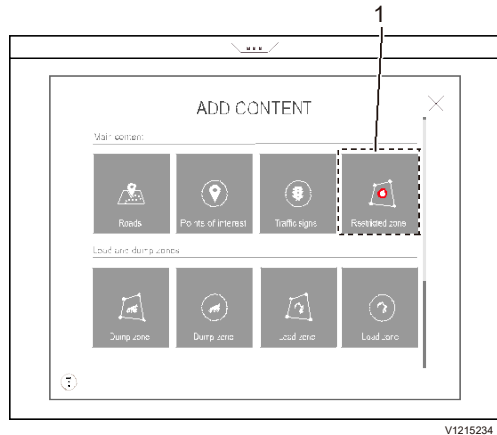 1
ADD CONTENT
Main content
Roads
Points of interest
Traffic signs
Restricted zone
Load and dump zones
Dump zone
Dump zone
Load zone
Load zone
V1215234